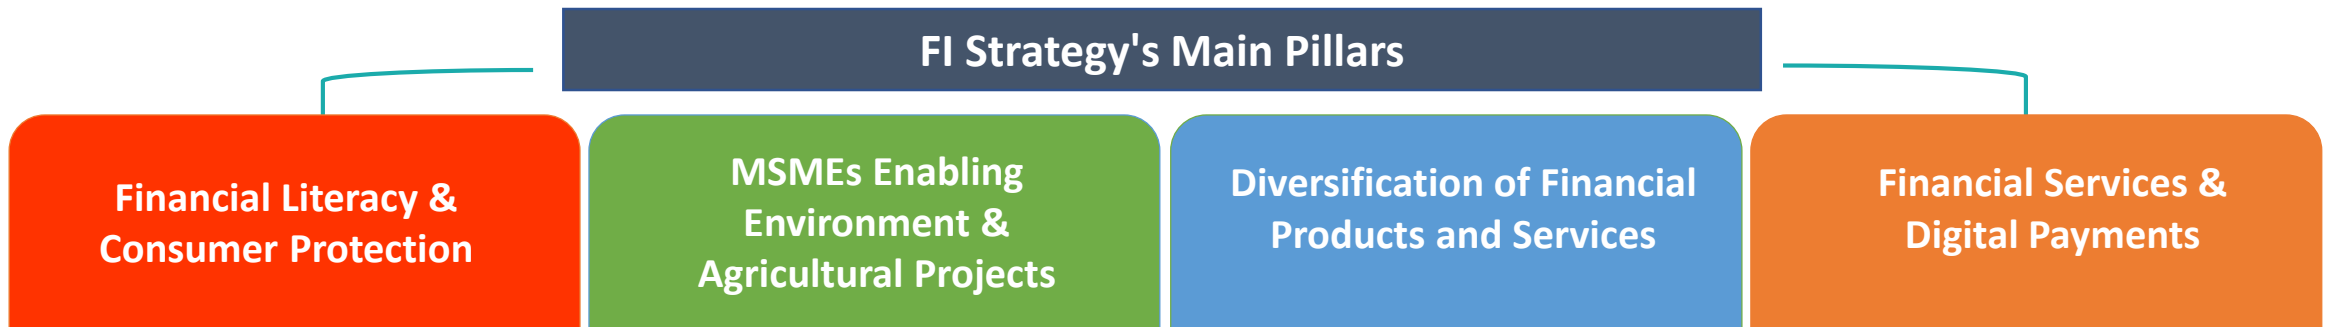 FI Strategy's Main Pillars
Financial Literacy &
Consumer Protection
MSMEs Enabling
Environment &
Agricultural Projects
Diversification of Financial
Products and Services
Financial Services &
Digital Payments